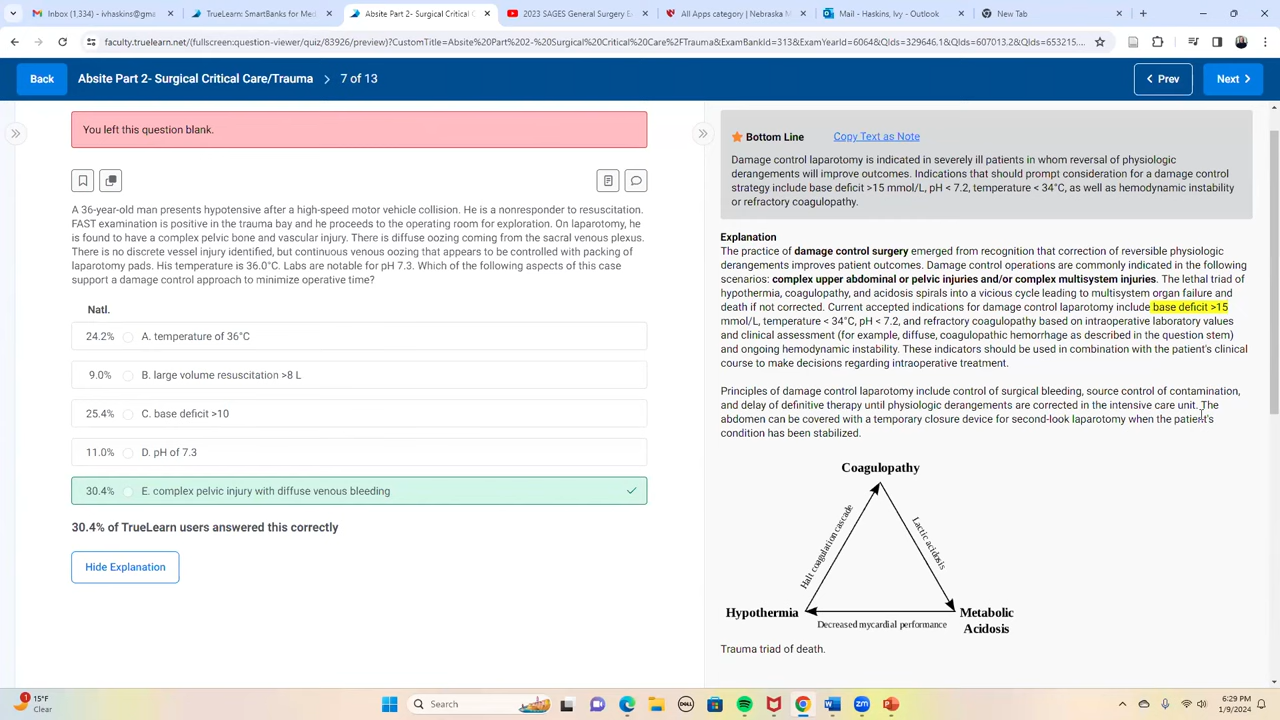 Inbox (1,334) - ivhaskins@gma
TrueLearn: SmartBanks for Med
Absite Part 2- Surgical Critical C
2023 SAGES General Surgery E
All Apps category | Nebraska M
Mail - Haskins, Ivy - Outlook
New Tab
faculty.truelearn.net/(fullscreen:question-viewer/quiz/83926/preview)?CustomTitle=Absite%20Part%202-%20Surgical%20Critical%20Care%2FTrauma&ExamBankId=313&ExamYearId=6064&QIds=329646.1&QIds=607013.2&QIds=653215.
Back
Absite Part 2- Surgical Critical Care/Trauma > 7 of 13
Prev
Next
You left this question blank.
A 36-year-old man presents hypotensive after a high-speed motor vehicle collision. He is a nonresponder to resuscitation.
FAST examination is positive in the trauma bay and he proceeds to the operating room for exploration. On laparotomy, he
is found to have a complex pelvic bone and vascular injury. There is diffuse oozing coming from the sacral venous plexus.
There is no discrete vessel injury identified, but continuous venous oozing that appears to be controlled with packing of
laparotomy pads. His temperature is 36.0°C. Labs are notable for pH 7.3. Which of the following aspects of this case
support a damage control approach to minimize operative time?
Natl.
24.2% A. temperature of 36°C
9.0% B. large volume resuscitation >8 L
25.4% C. base deficit >10
11.0% D. pH of 7.3
30.4% E. complex pelvic injury with diffuse venous bleeding
30.4% of TrueLearn users answered this correctly
Hide Explanation
Bottom Line Copy Text as Note
Damage control laparotomy is indicated in severely ill patients in whom reversal of physiologic
derangements will improve outcomes. Indications that should prompt consideration for a damage control
strategy include base deficit >15 mmol/L, pH < 7.2, temperature < 34°C, as well as hemodynamic instability
or refractory coagulopathy.
Explanation
The practice of damage control surgery emerged from recognition that correction of reversible physiologic
derangements improves patient outcomes. Damage control operations are commonly indicated in the following
scenarios: complex upper abdominal or pelvic injuries and/or complex multisystem injuries. The lethal triad of
hypothermia, coagulopathy, and acidosis spirals into a vicious cycle leading to multisystem organ failure and
death if not corrected. Current accepted indications for damage control laparotomy include base deficit >15
mmol/L, temperature < 34°C, pH < 7.2, and refractory coagulopathy based on intraoperative laboratory values
and clinical assessment (for example, diffuse, coagulopathic hemorrhage as described in the question stem)
and ongoing hemodynamic instability. These indicators should be used in combination with the patient's clinical
course to make decisions regarding intraoperative treatment.
Principles of damage control laparotomy include control of surgical bleeding, source control of contamination,
and delay of definitive therapy until physiologic derangements are corrected in the intensive care unit. The
abdomen can be covered with a temporary closure device for second-look laparotomy when the patient's
condition has been stabilized.
Coagulopathy
Halt coagulation cascade
Lactic acidosis
Hypothermia
Metabolic
Acidosis
Decreased mycardial performance
Trauma triad of death.
1
15°F
Clear
Search
DELL
zm
6:29 PM
1/9/2024